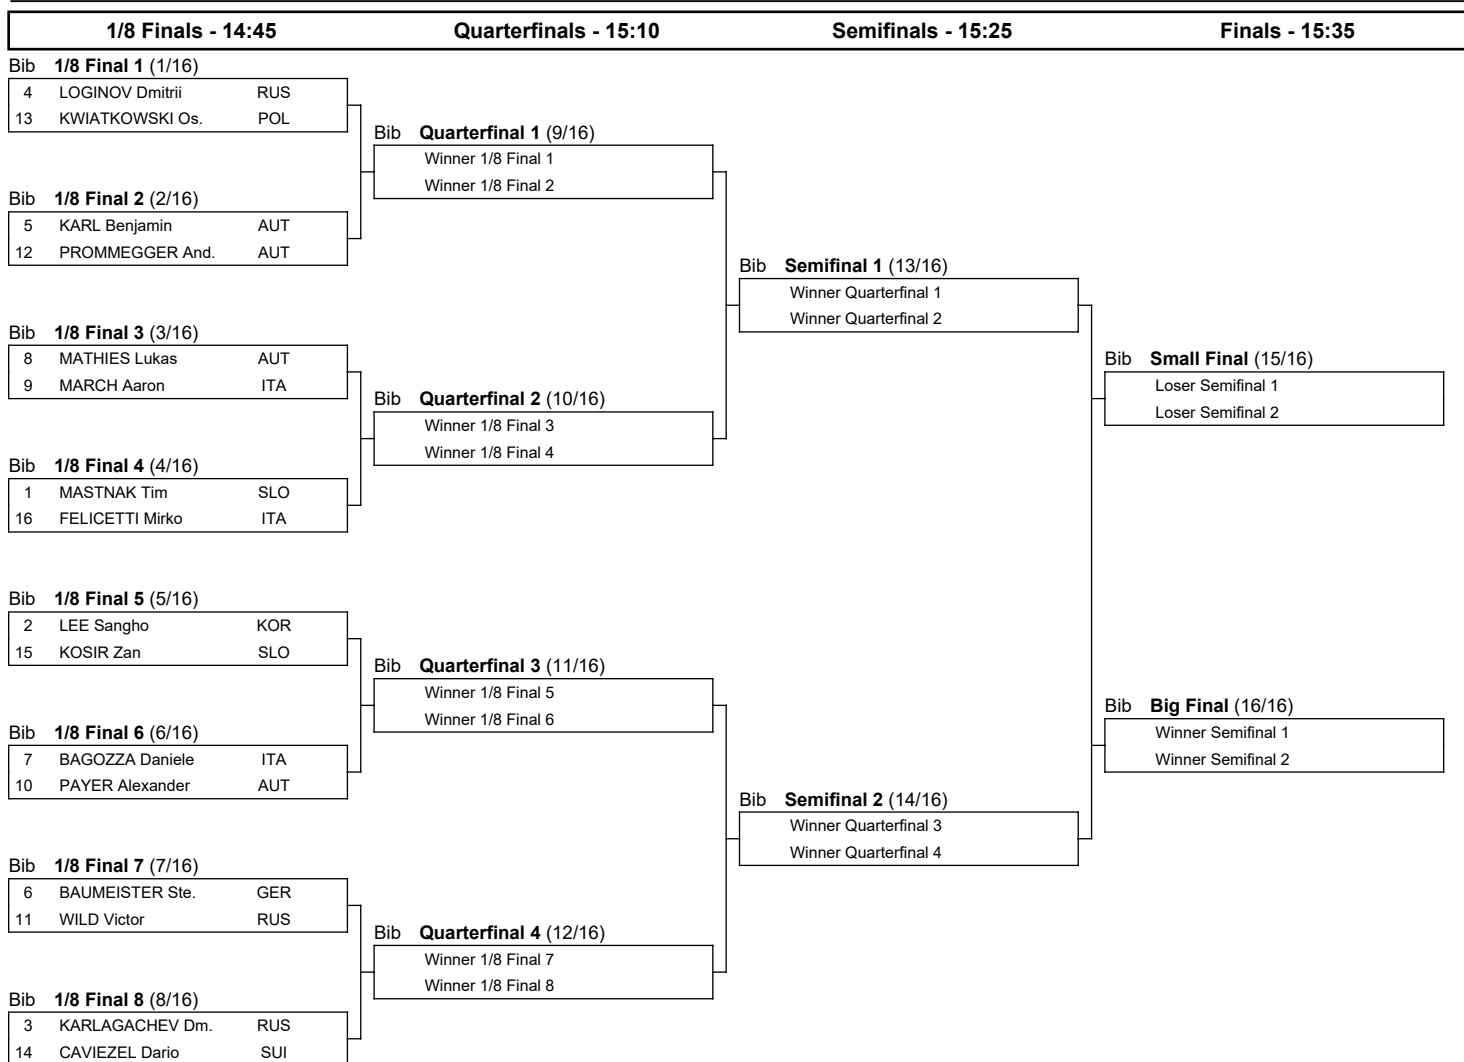 1/8 Finals - 14:45 Quarterfinals - 15:10 Semifinals - 15:25 Finals - 15:35
Bib 1/8 Final 1 (1/16)
4 LOGINOV Dmitrii RUS
13 KWIATKOWSKI Os. POL
Bib 1/8 Final 2 (2/16)
5 KARL Benjamin AUT
12 PROMMEGGER And. AUT
Bib 1/8 Final 3 (3/16)
8 MATHIES Lukas AUT
9 MARCH Aaron ITA
Bib 1/8 Final 4 (4/16)
1 MASTNAK Tim SLO
16 FELICETTI Mirko ITA
Bib 1/8 Final 5 (5/16)
2 LEE Sangho KOR
15 KOSIR Zan SLO
Bib 1/8 Final 6 (6/16)
7 BAGOZZA Daniele ITA
10 PAYER Alexander AUT
Bib 1/8 Final 7 (7/16)
6 BAUMEISTER Ste. GER
11 WILD Victor RUS
Bib 1/8 Final 8 (8/16)
3 KARLAGACHEV Dm. RUS
14 CAVIEZEL Dario SUI
Bib Quarterfinal 1 (9/16)
Winner 1/8 Final 1
Winner 1/8 Final 2
Bib Quarterfinal 2 (10/16)
Winner 1/8 Final 3
Winner 1/8 Final 4
Bib Quarterfinal 3 (11/16)
Winner 1/8 Final 5
Winner 1/8 Final 6
Bib Quarterfinal 4 (12/16)
Winner 1/8 Final 7
Winner 1/8 Final 8
Bib Semifinal 1 (13/16)
Winner Quarterfinal 1
Winner Quarterfinal 2
Bib Semifinal 2 (14/16)
Winner Quarterfinal 3
Winner Quarterfinal 4
Bib Small Final (15/16)
Loser Semifinal 1
Loser Semifinal 2
Bib Big Final (16/16)
Winner Semifinal 1
Winner Semifinal 2